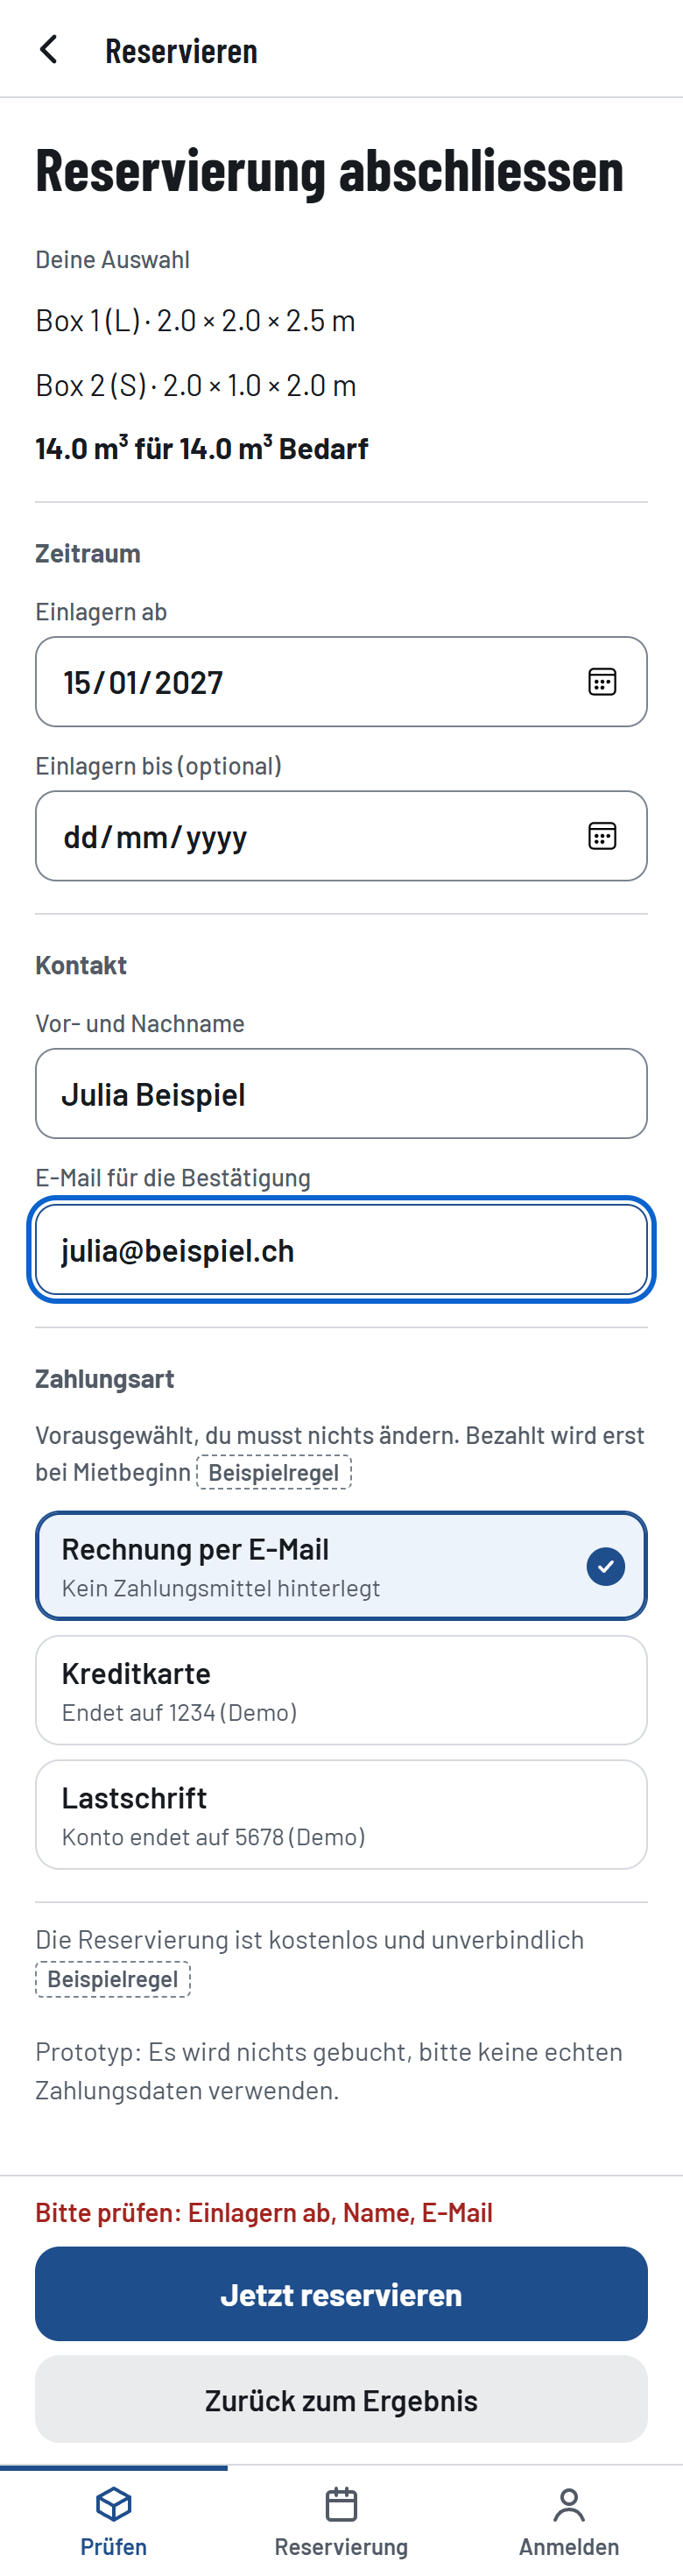 Reservieren
Reservierung abschliessen
Deine Auswahl
Box 1 (L) · 2.0 × 2.0 × 2.5 m
Box 2 (S) · 2.0 × 1.0 × 2.0 m
14.0 m³ für 14.0 m³ Bedarf
Zeitraum
Einlagern ab
15/01/2027
Einlagern bis (optional)
dd/mm/yyyy
Kontakt
Vor- und Nachname
Julia Beispiel
E-Mail für die Bestätigung
julia@beispiel.ch
Zahlungsart
Vorausgewählt, du musst nichts ändern. Bezahlt wird erst
bei Mietbeginn Beispielregel
Rechnung per E-Mail
Kein Zahlungsmittel hinterlegt
Kreditkarte
Endet auf 1234 (Demo)
Lastschrift
Konto endet auf 5678 (Demo)
Die Reservierung ist kostenlos und unverbindlich
Beispielregel
Prototyp: Es wird nichts gebucht, bitte keine echten
Zahlungsdaten verwenden.
Bitte prüfen: Einlagern ab, Name, E-Mail
Jetzt reservieren
Zurück zum Ergebnis
Prüfen Reservierung Anmelden